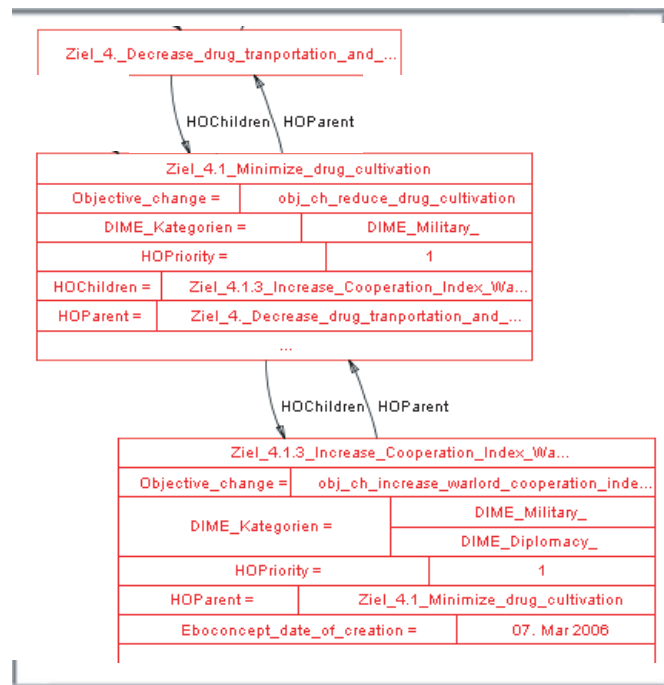 Ziel_4._Decrease_drug_tranportation_and_...
HOChildren HOParent
Ziel_4.1_Minimize_drug_cultivation
Objective_change = obj_ch_reduce_drug_cultivation
DIME_Kategorien = DIME_Military_
HOPriority = 1
HOChildren = Ziel_4.1.3_Increase_Cooperation_Index_Wa...
HOParent = Ziel_4._Decrease_drug_tranportation_and_...
...
HOChildren HOParent
Ziel_4.1.3_Increase_Cooperation_Index_Wa...
Objective_change = obj_ch_increase_warlord_cooperation_inde...
DIME_Kategorien = DIME_Military_
DIME_Diplomacy_
HOPriority = 1
HOParent = Ziel_4.1_Minimize_drug_cultivation
Eboconcept_date_of_creation = 07. Mar 2006